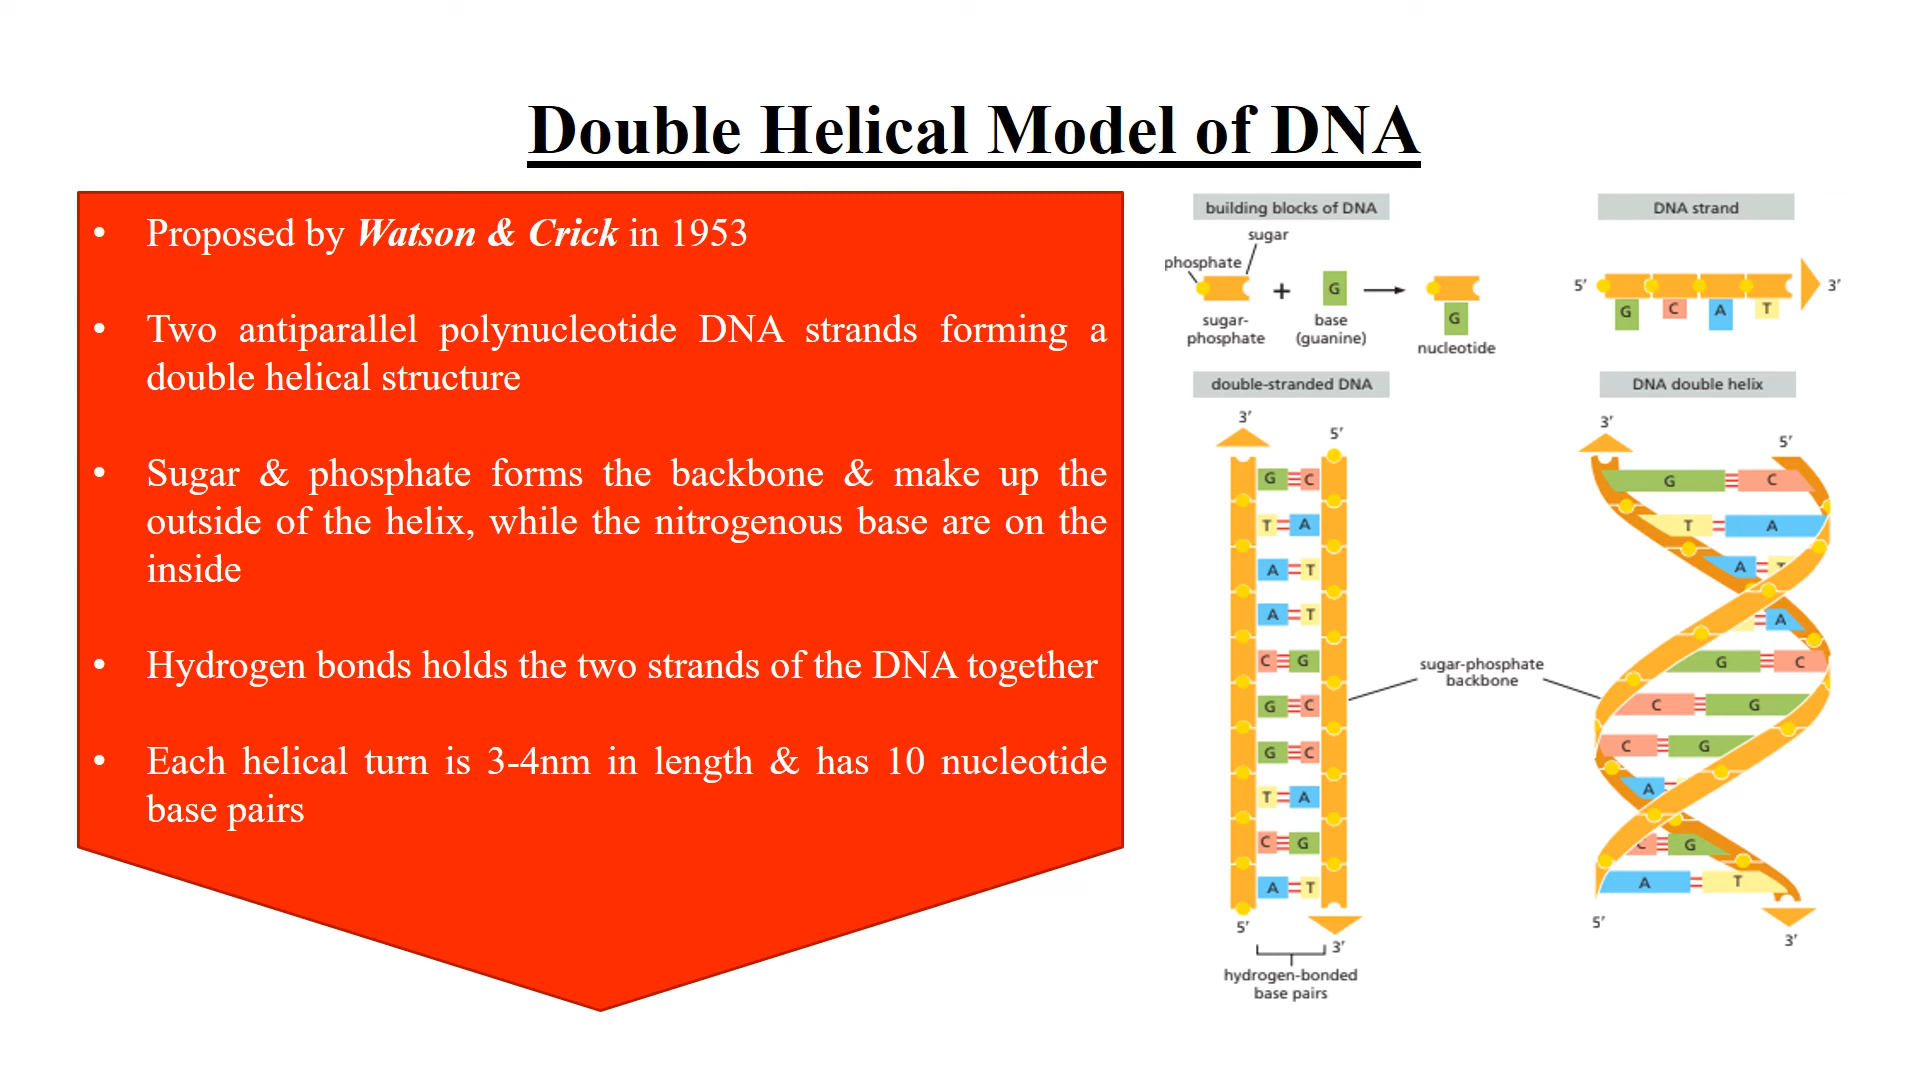 Double Helical Model of DNA
• Proposed by Watson & Crick in 1953
• Two antiparallel polynucleotide DNA strands forming a
double helical structure
• Sugar & phosphate forms the backbone & make up the
outside of the helix, while the nitrogenous base are on the
inside
• Hydrogen bonds holds the two strands of the DNA together
• Each helical turn is 3-4nm in length & has 10 nucleotide
base pairs
building blocks of DNA
sugar
phosphate
+
G
sugar-
phosphate
base
(guanine)
G
nucleotide
DNA strand
5′
3′
G C A T
double-stranded DNA
3′
5′
G C
T A
A T
A T
C G
G C
G C
T A
C G
A T
5′
3′
hydrogen-bonded
base pairs
sugar-phosphate
backbone
DNA double helix
3′
5′
G C
T A
A T
A
G C
C G
C G
A
C G
A T
5′
3′